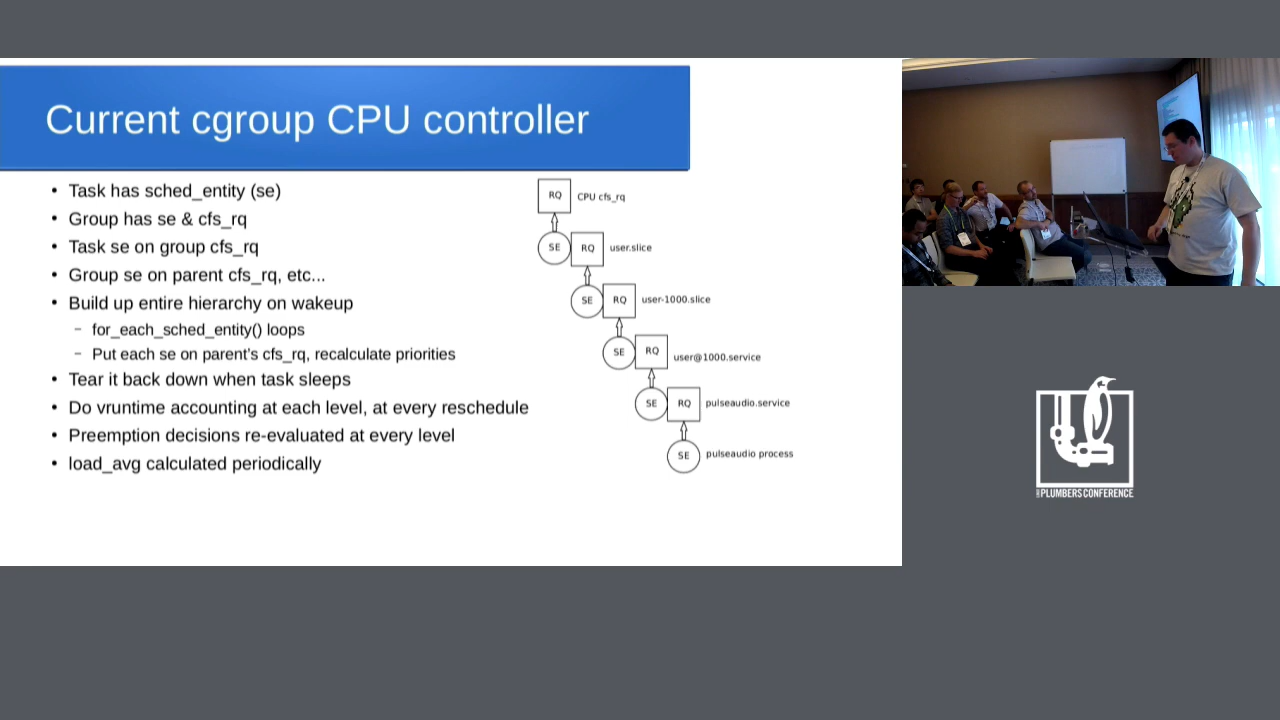 Current cgroup CPU controller
• Task has sched_entity (se)
• Group has se & cfs_rq
• Task se on group cfs_rq
• Group se on parent cfs_rq, etc...
• Build up entire hierarchy on wakeup
– for_each_sched_entity() loops
– Put each se on parent's cfs_rq, recalculate priorities
• Tear it back down when task sleeps
• Do vruntime accounting at each level, at every reschedule
• Preemption decisions re-evaluated at every level
• load_avg calculated periodically
RQ CPU cfs_rq
SE RQ user.slice
SE RQ user-1000.slice
SE RQ user@1000.service
SE RQ pulseaudio.service
SE pulseaudio process
PLUMBERS CONFERENCE